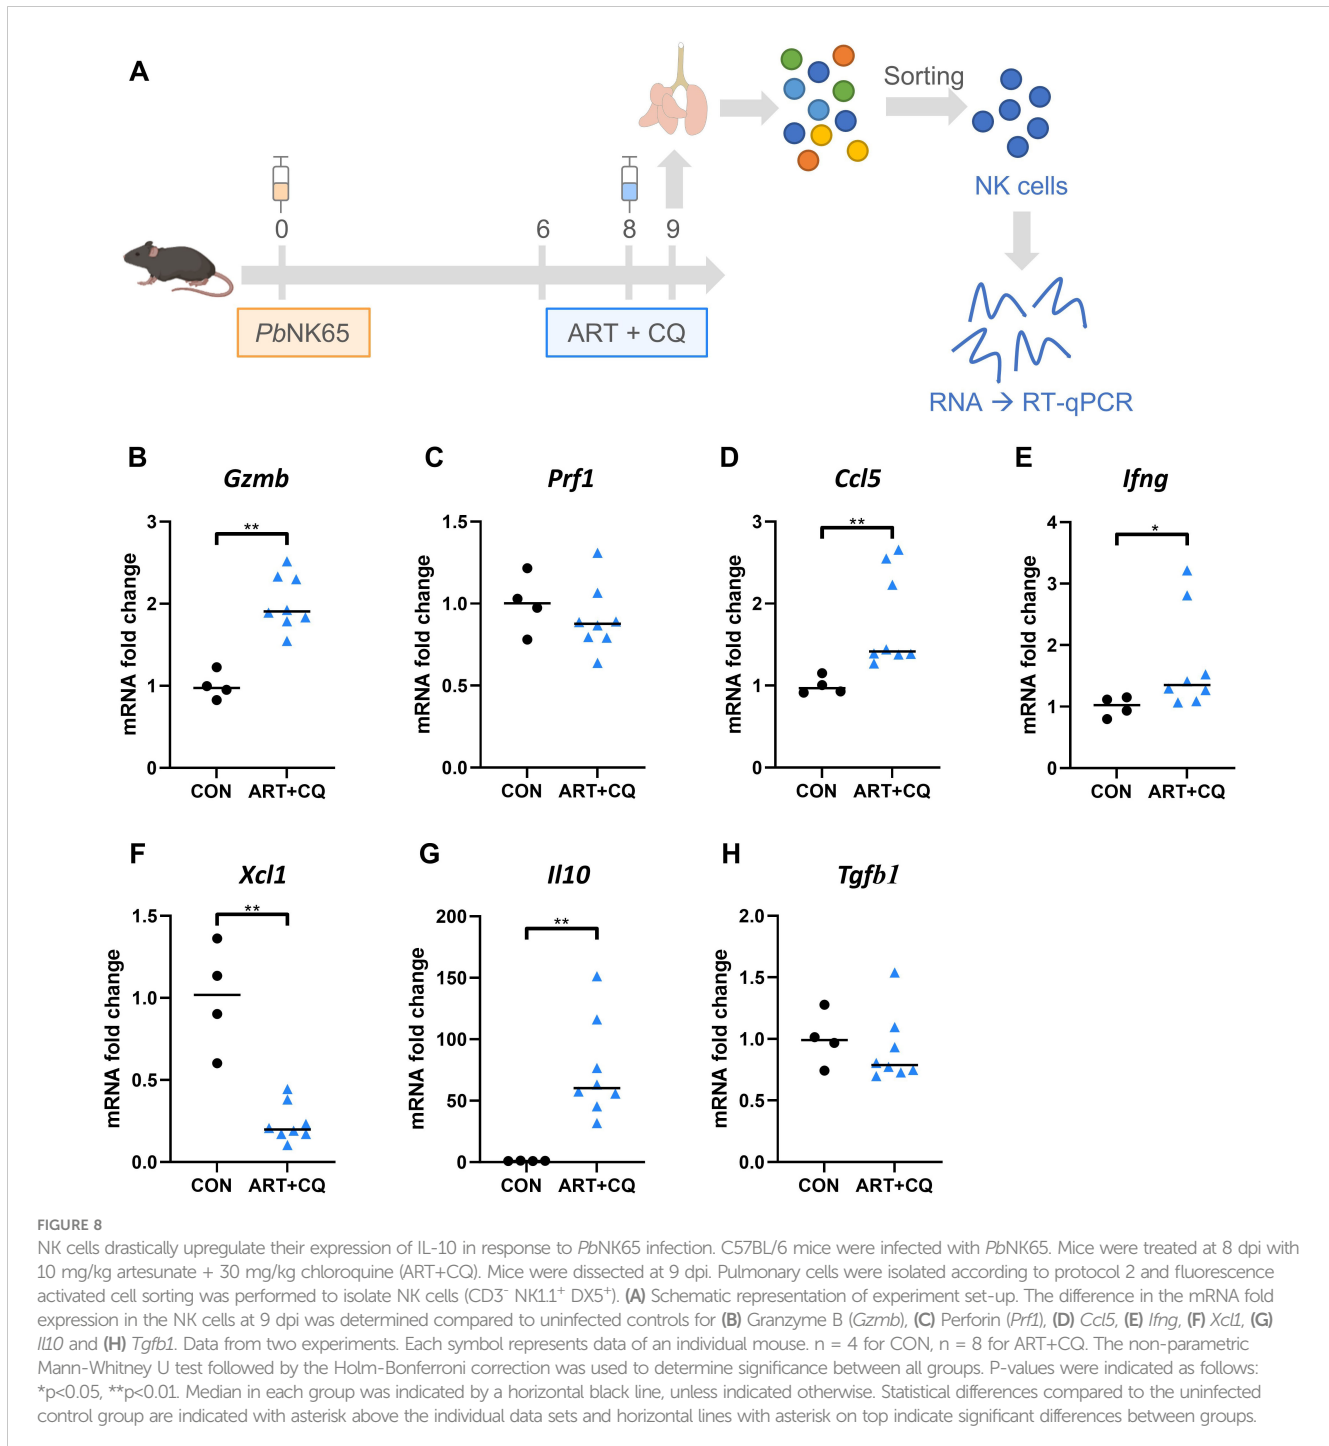 A
Sorting
NK cells
0 6 8 9
PbNK65
ART + CQ
RNA → RT-qPCR
B
Gzmb
mRNA fold change
3
2
1
0
**
CON ART+CQ
C
Prf1
mRNA fold change
1.5
1.0
0.5
0.0
CON ART+CQ
D
Ccl5
mRNA fold change
3
2
1
0
**
CON ART+CQ
E
Ifng
mRNA fold change
4
3
2
1
0
*
CON ART+CQ
F
Xcl1
mRNA fold change
1.5
1.0
0.5
0.0
**
CON ART+CQ
G
Il10
mRNA fold change
200
150
100
50
0
**
CON ART+CQ
H
Tgfb1
mRNA fold change
2.0
1.5
1.0
0.5
0.0
CON ART+CQ
FIGURE 8
NK cells drastically upregulate their expression of IL-10 in response to PbNK65 infection. C57BL/6 mice were infected with PbNK65. Mice were treated at 8 dpi with
10 mg/kg artesunate + 30 mg/kg chloroquine (ART+CQ). Mice were dissected at 9 dpi. Pulmonary cells were isolated according to protocol 2 and fluorescence
activated cell sorting was performed to isolate NK cells (CD3⁻ NK1.1⁺ DX5⁺). (A) Schematic representation of experiment set-up. The difference in the mRNA fold
expression in the NK cells at 9 dpi was determined compared to uninfected controls for (B) Granzyme B (Gzmb), (C) Perforin (Prf1), (D) Ccl5, (E) Ifng, (F) Xcl1, (G)
Il10 and (H) Tgfb1. Data from two experiments. Each symbol represents data of an individual mouse. n = 4 for CON, n = 8 for ART+CQ. The non-parametric
Mann-Whitney U test followed by the Holm-Bonferroni correction was used to determine significance between all groups. P-values were indicated as follows:
*p<0.05, **p<0.01. Median in each group was indicated by a horizontal black line, unless indicated otherwise. Statistical differences compared to the uninfected
control group are indicated with asterisk above the individual data sets and horizontal lines with asterisk on top indicate significant differences between groups.